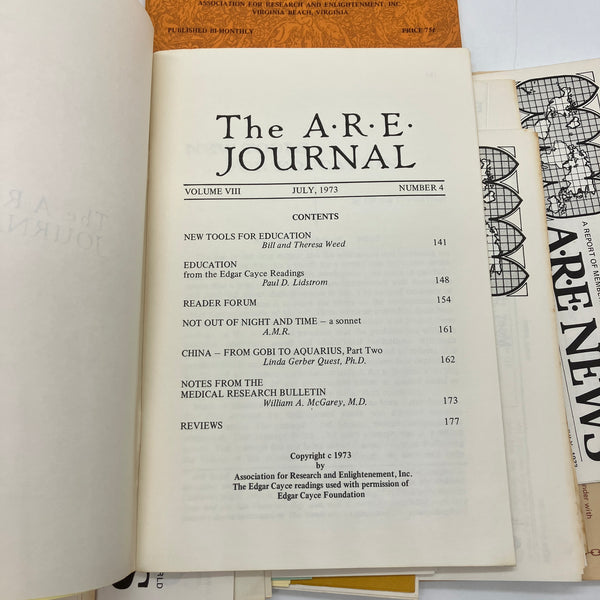 ASSOCIATION FOR RESEARCH AND ENLIGHTENMENT, INC.
VIRGINIA BEACH, VIRGINIA
PUBLISHED BI-MONTHLY PRICE 75¢
The A·R·E·
JOURNAL
VOLUME VIII JULY, 1973 NUMBER 4
CONTENTS
NEW TOOLS FOR EDUCATION
Bill and Theresa Weed 141
EDUCATION
from the Edgar Cayce Readings
Paul D. Lidstrom 148
READER FORUM 154
NOT OUT OF NIGHT AND TIME — a sonnet
A.M.R. 161
CHINA — FROM GOBI TO AQUARIUS, Part Two
Linda Gerber Quest, Ph.D. 162
NOTES FROM THE
MEDICAL RESEARCH BULLETIN
William A. McGarey, M.D. 173
REVIEWS 177
Copyright c 1973
by
Association for Research and Enlightenement, Inc.
The Edgar Cayce readings used with permission of
Edgar Cayce Foundation
A REPORT OF MEMBER
A.R.E. NEWS